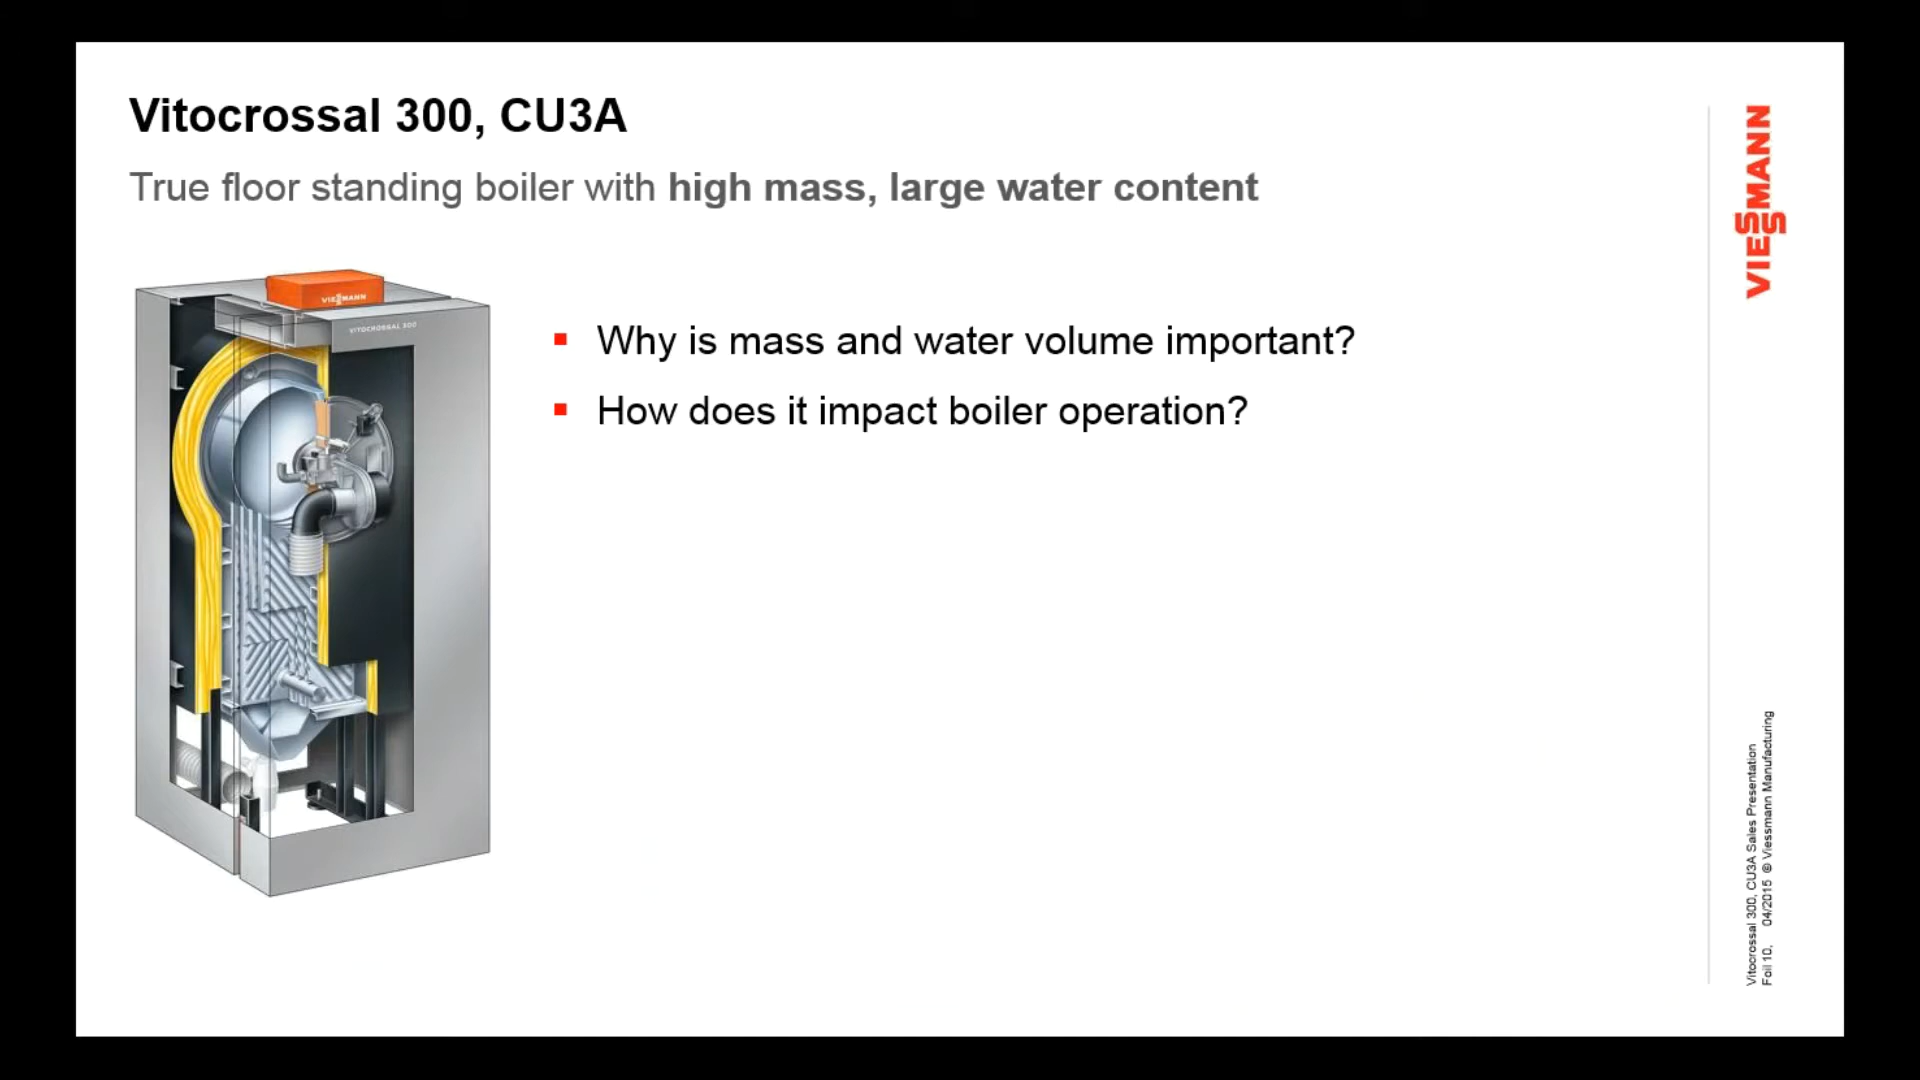 Vitocrossal 300, CU3A
True floor standing boiler with high mass, large water content
VIESSMANN
VIESSMANN
VITOCROSSAL 300
▪ Why is mass and water volume important?
▪ How does it impact boiler operation?
Vitocrossal 300, CU3A Sales Presentation
Foil 10. 04/2015 © Viessmann Manufacturing